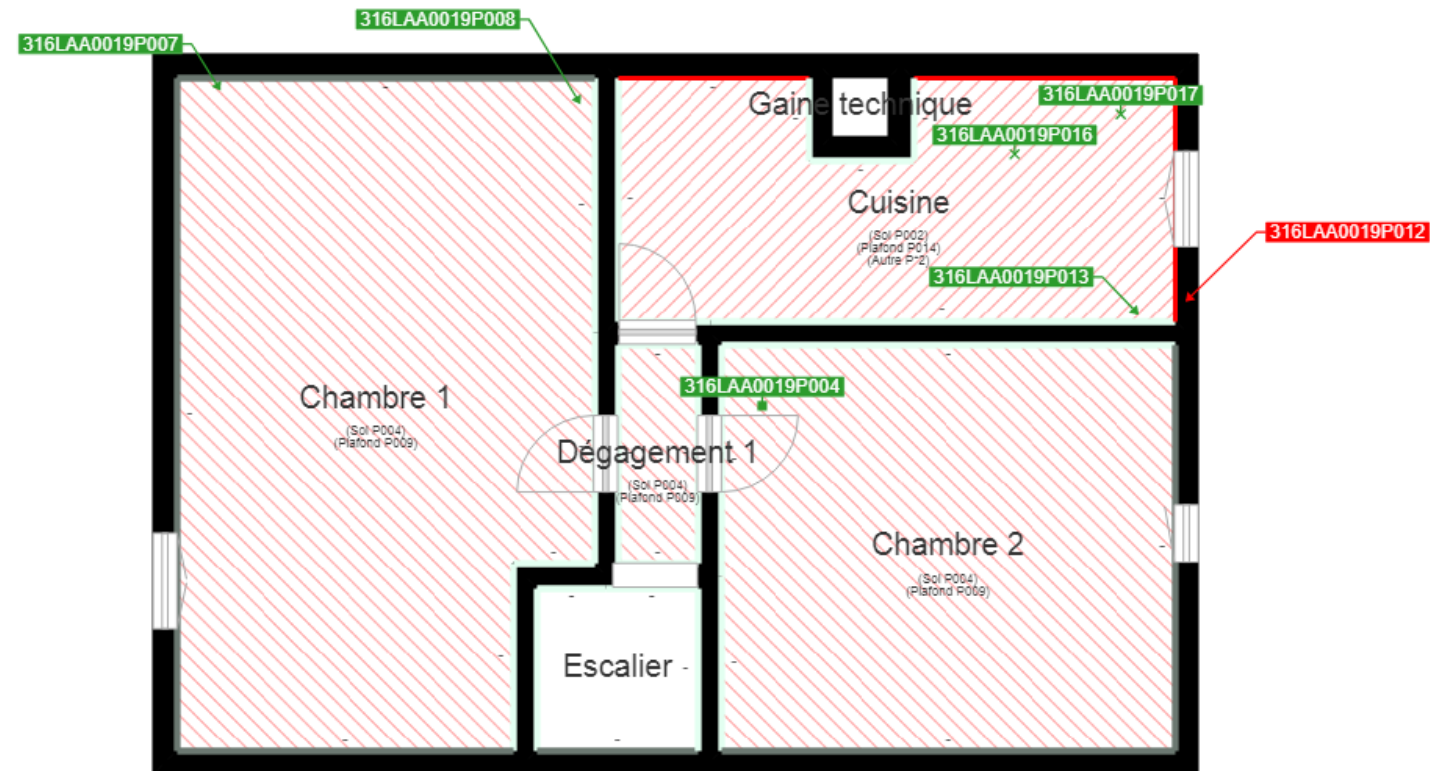 316LAA0019P008
316LAA0019P007
316LAA0019P017
Gaine technique
316LAA0019P016
Cuisine
(Sol P002)
(Plafond P014)
(Autre P*2)
316LAA0019P012
316LAA0019P013
316LAA0019P004
Chambre 1
(Sol P004)
(Plafond P009)
Dégagement 1
(Sol P004)
(Plafond P009)
Chambre 2
(Sol P004)
(Plafond P009)
Escalier